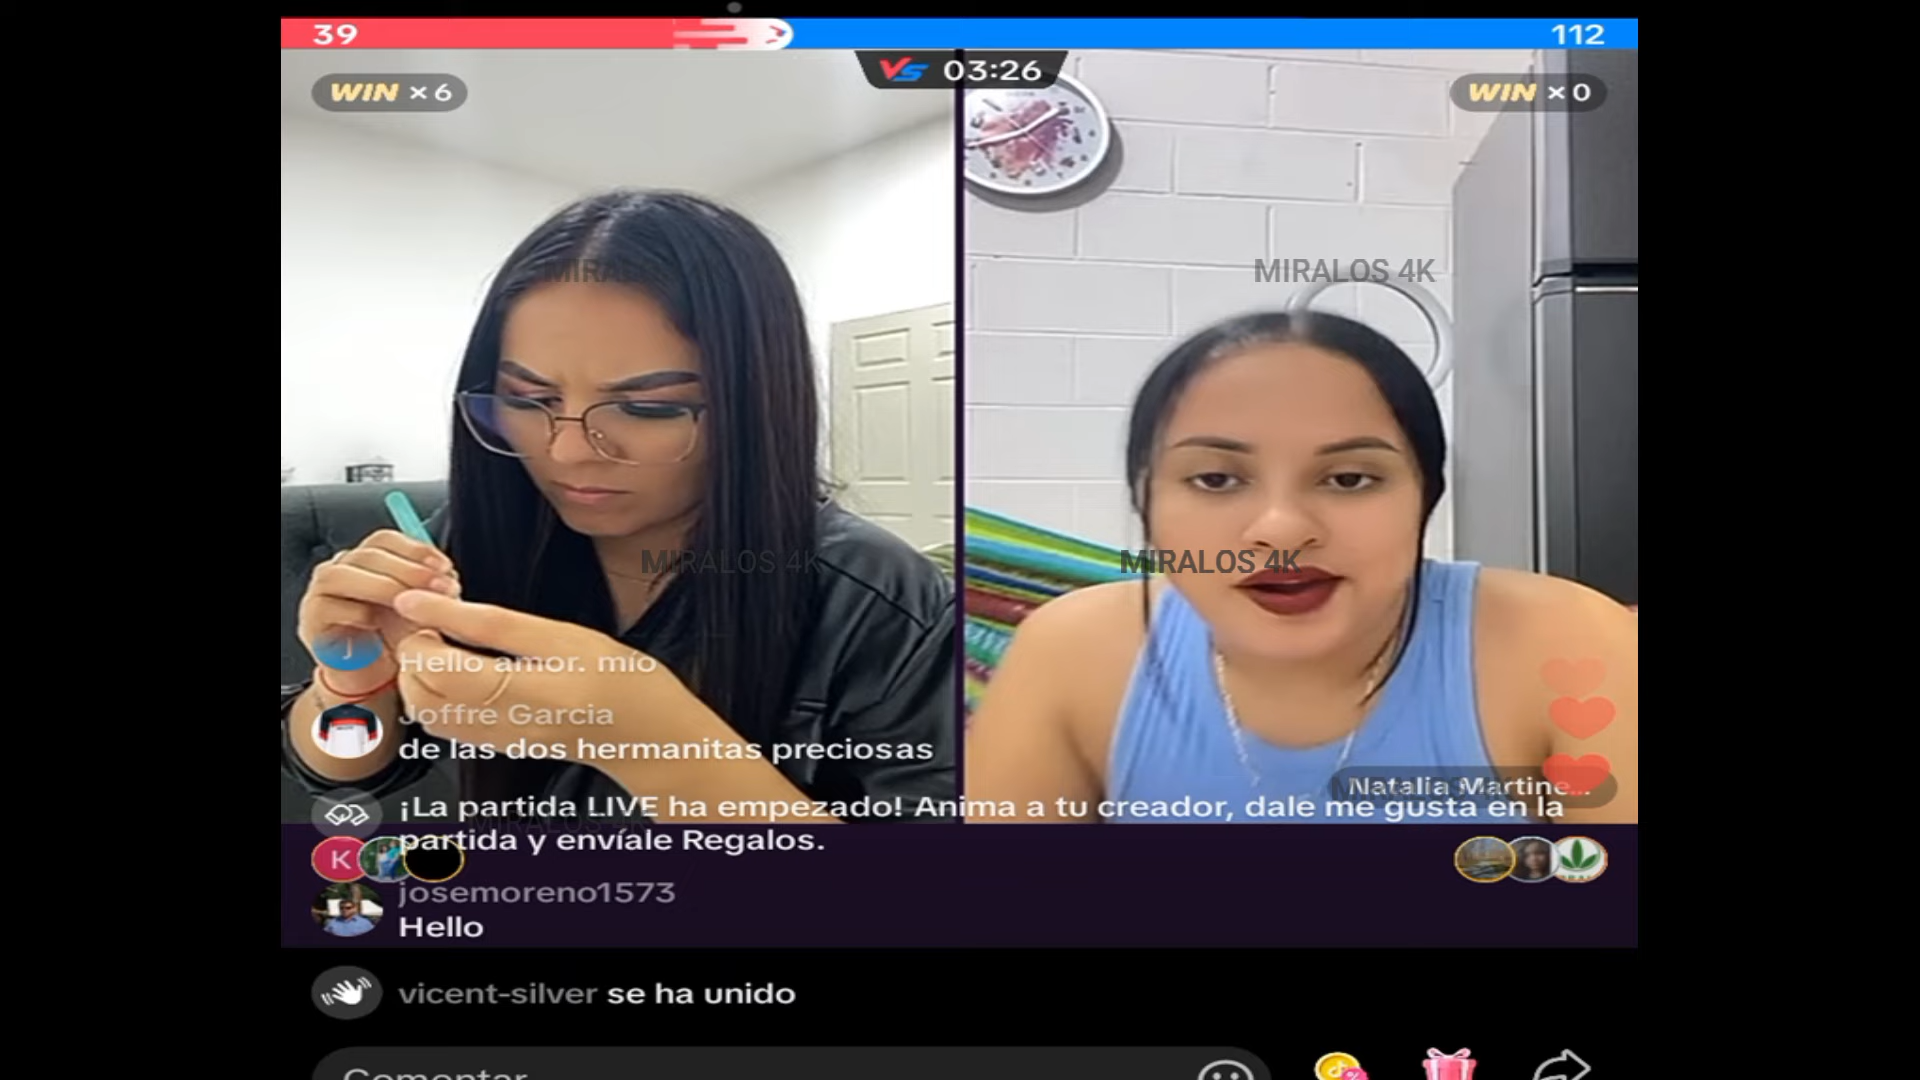 39
112
VS 03:26
WIN × 6
WIN × 0
MIRALOS 4K
MIRALOS 4K
MIRALOS 4K
Hello amor. mío
Joffre Garcia
de las dos hermanitas preciosas
Natalia Martine...
¡La partida LIVE ha empezado! Anima a tu creador, dale me gusta en la
partida y envíale Regalos.
K
josemoreno1573
Hello
vicent-silver se ha unido
Comentar